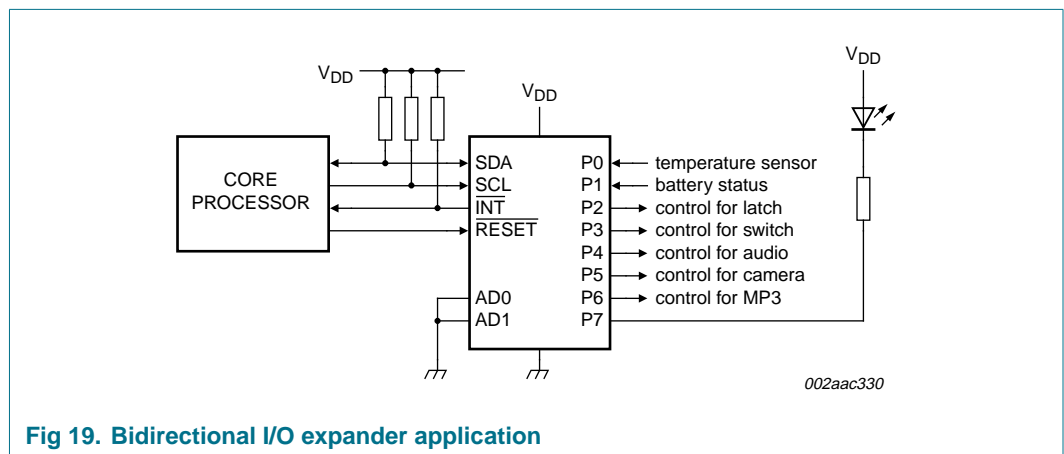 VDD
VDD
VDD
CORE
PROCESSOR
SDA
SCL
INT
RESET
AD0
AD1
P0
P1
P2
P3
P4
P5
P6
P7
temperature sensor
battery status
control for latch
control for switch
control for audio
control for camera
control for MP3
002aac330
Fig 19. Bidirectional I/O expander application